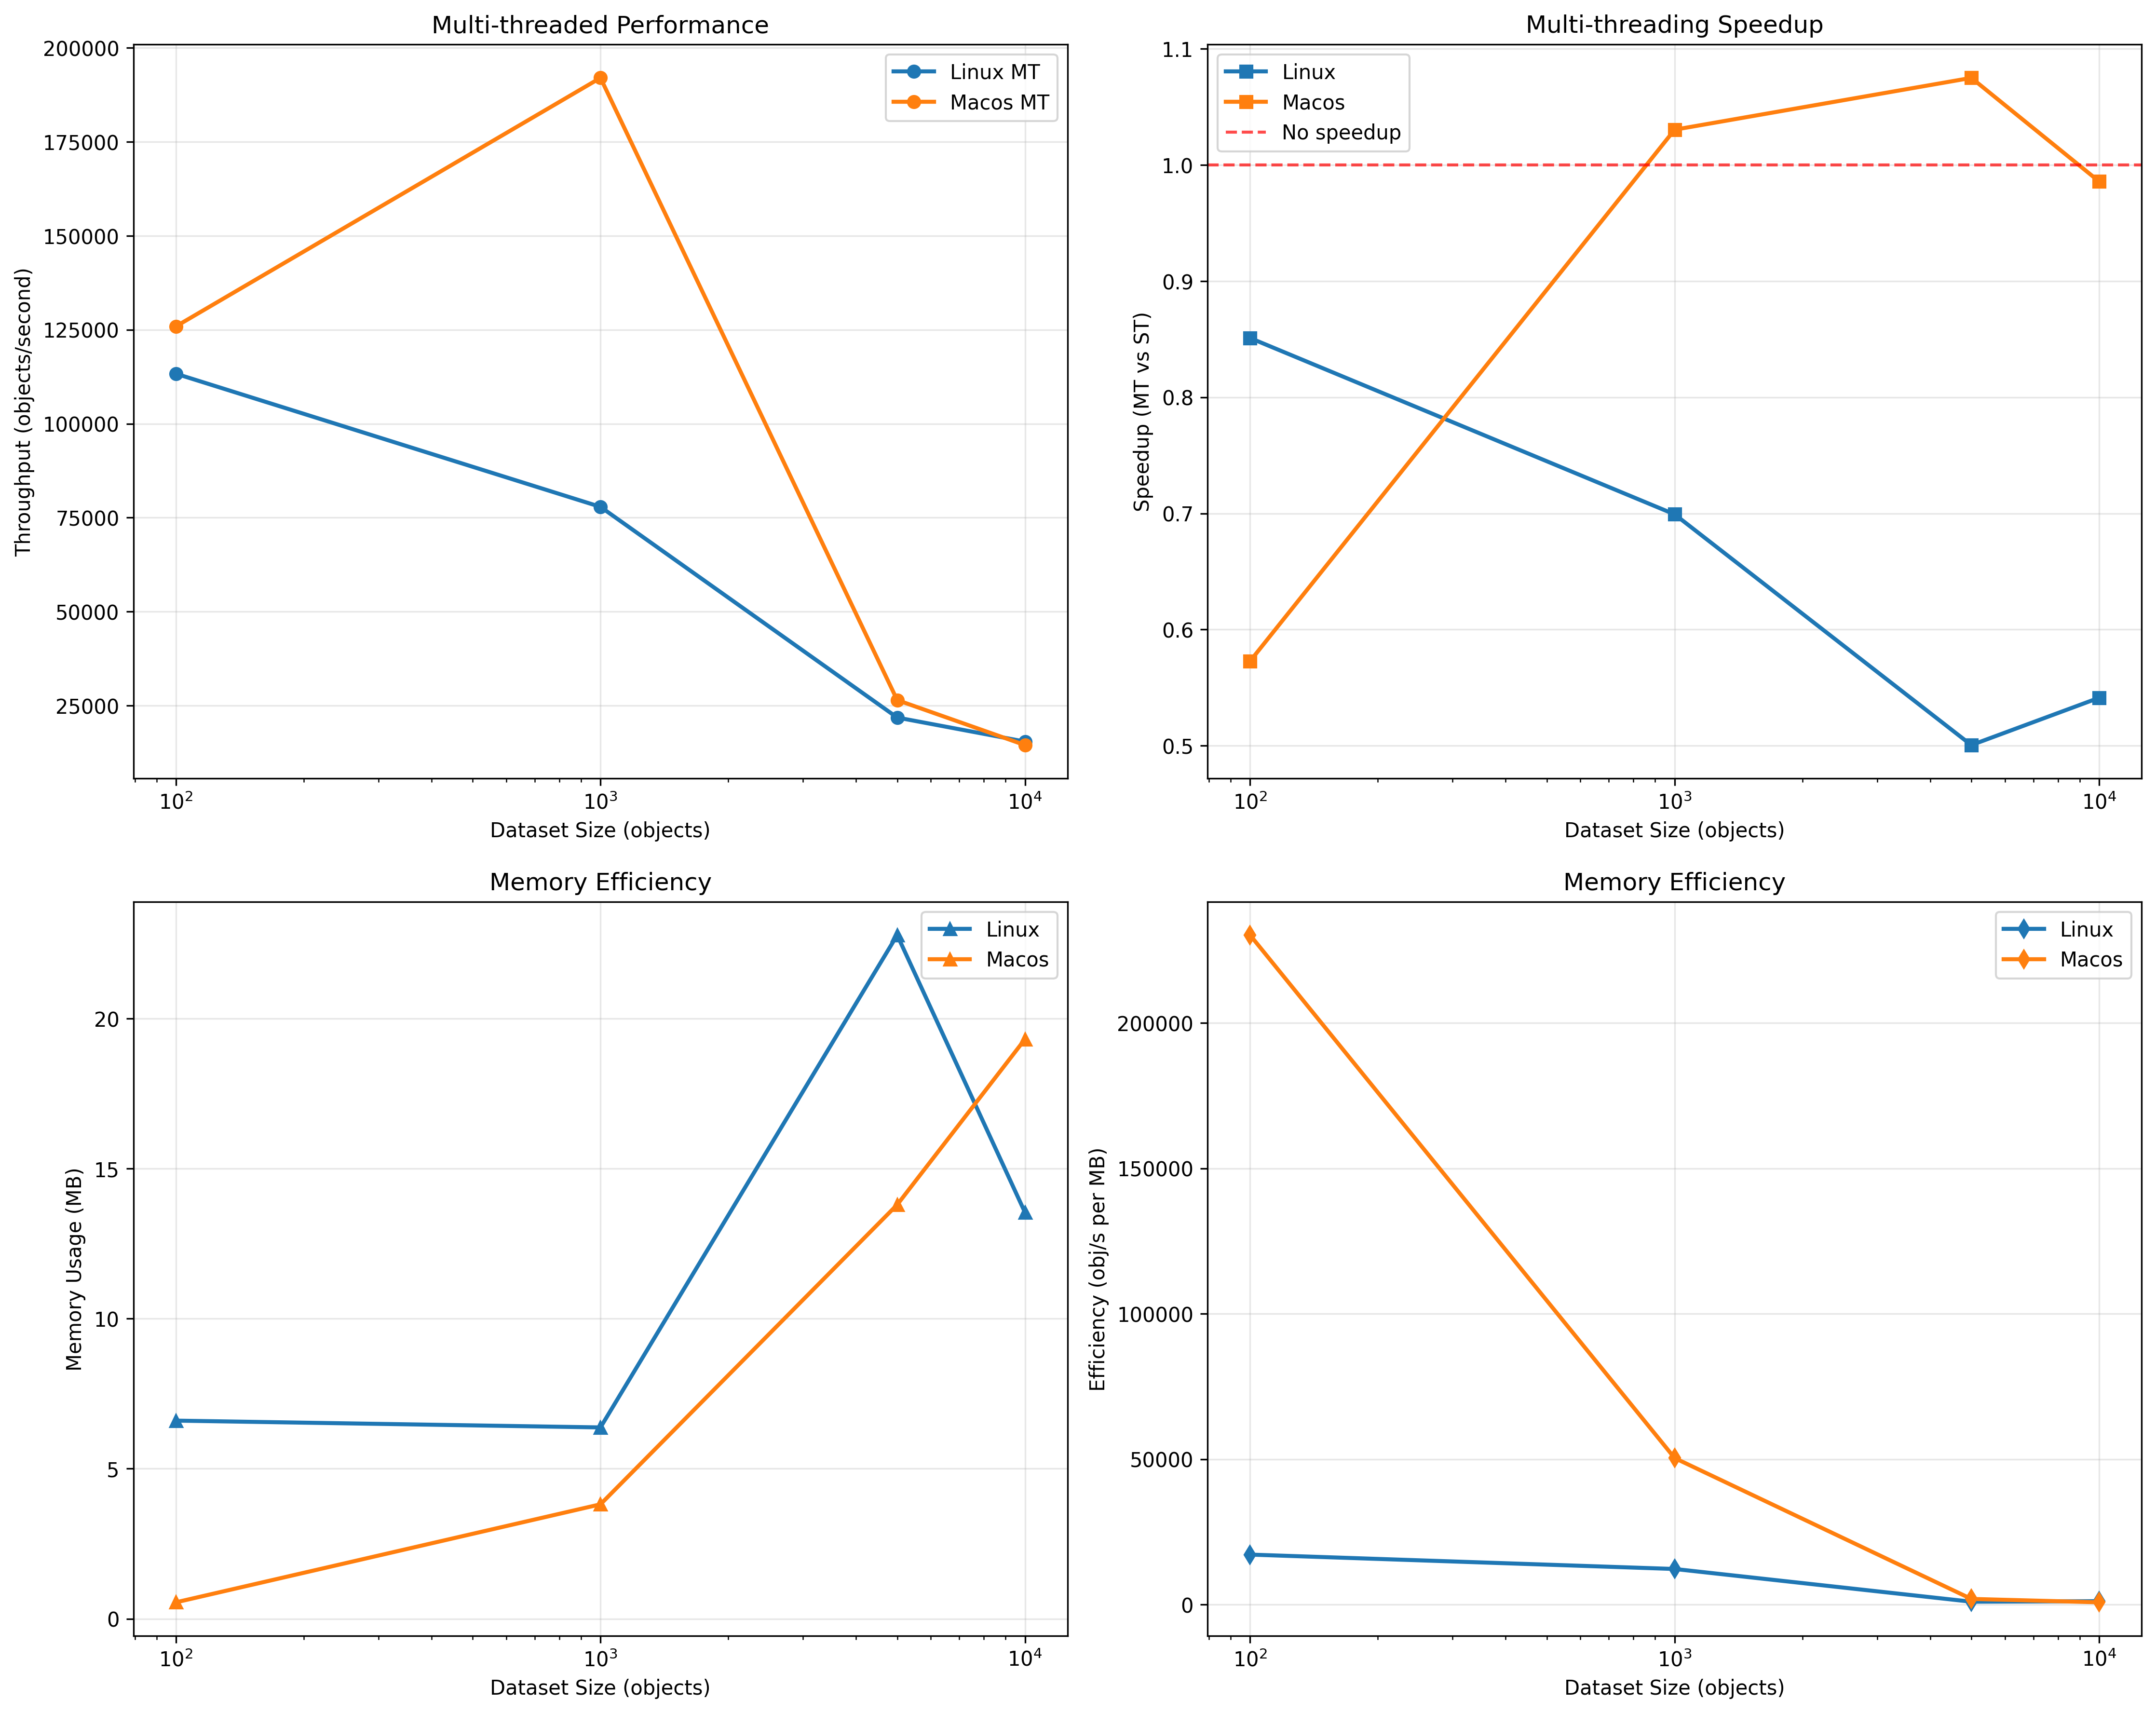 Multi-threaded Performance
200000
175000
150000
125000
100000
75000
50000
25000
Throughput (objects/second)
Linux MT
Macos MT
10²
10³
10⁴
Dataset Size (objects)
Multi-threading Speedup
1.1
1.0
0.9
0.8
0.7
0.6
0.5
Speedup (MT vs ST)
Linux
Macos
No speedup
10²
10³
10⁴
Dataset Size (objects)
Memory Efficiency
20
15
10
5
0
Memory Usage (MB)
Linux
Macos
10²
10³
10⁴
Dataset Size (objects)
Memory Efficiency
200000
150000
100000
50000
0
Efficiency (obj/s per MB)
Linux
Macos
10²
10³
10⁴
Dataset Size (objects)